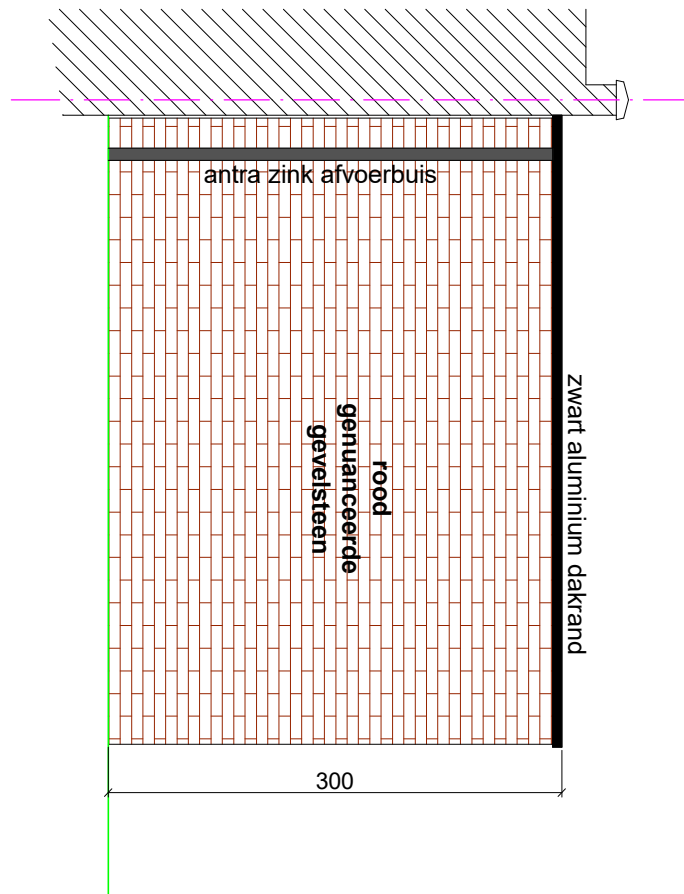 antra zink afvoerbuis
rood
genuanceerde
gevelsteen
zwart aluminium dakrand
300